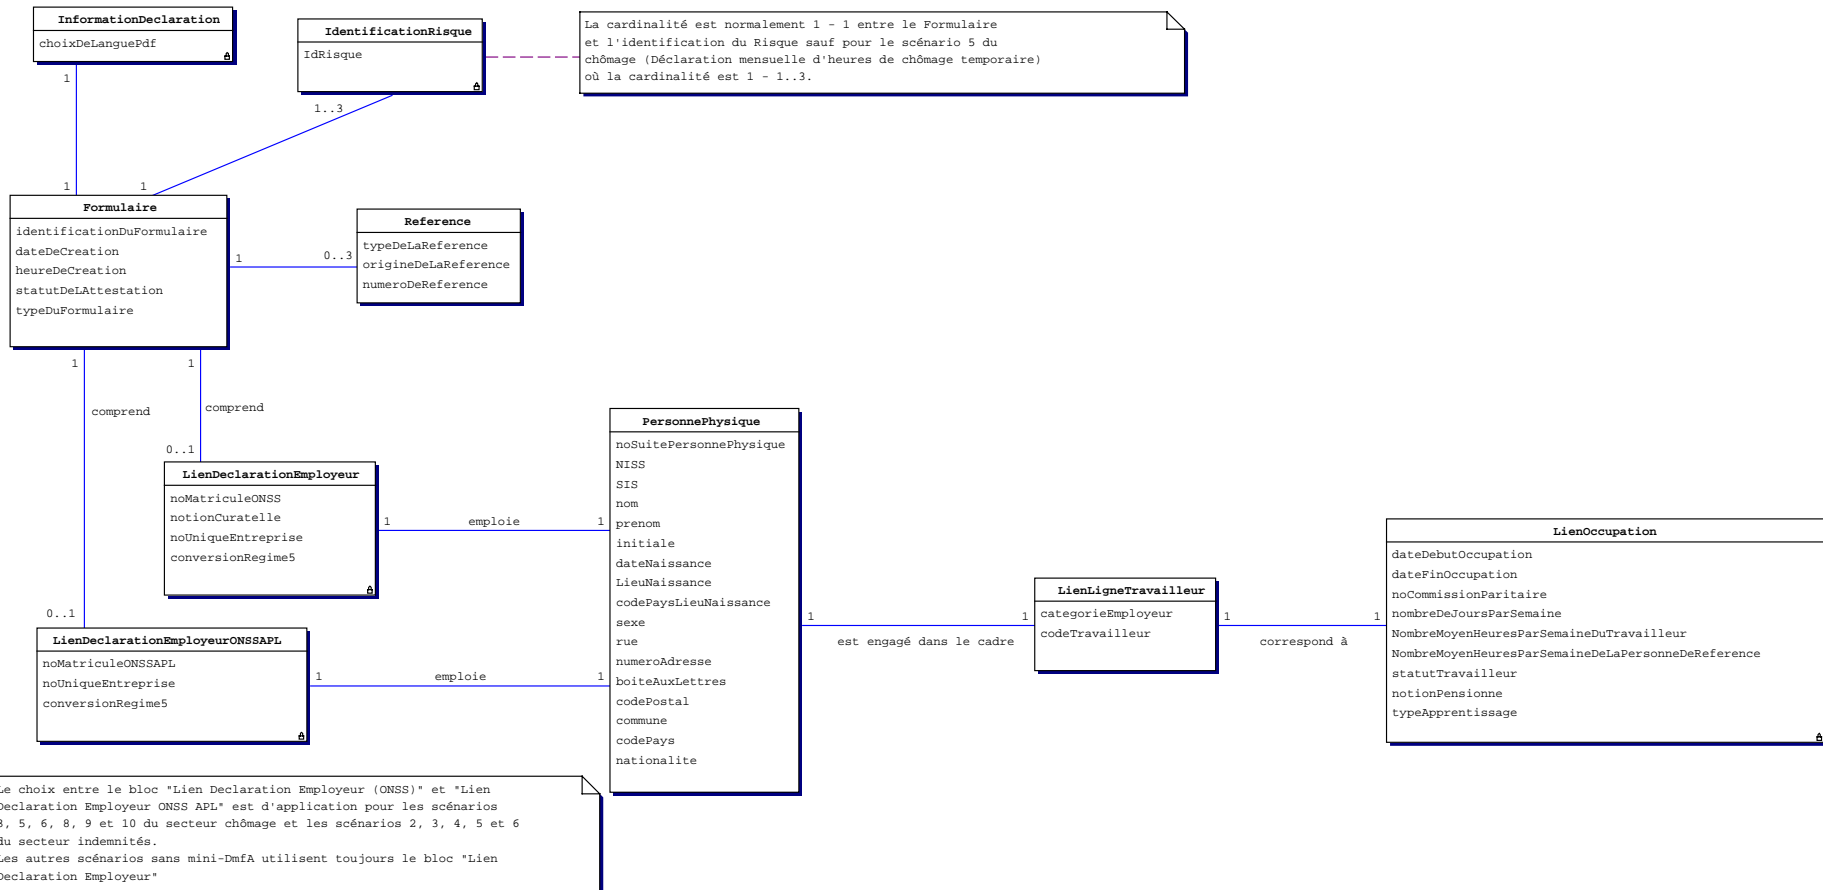 InformationDeclaration
choixDeLanguePdf
IdentificationRisque
IdRisque
La cardinalité est normalement 1 - 1 entre le Formulaire
et l'identification du Risque sauf pour le scénario 5 du
chômage (Déclaration mensuelle d'heures de chômage temporaire)
où la cardinalité est 1 - 1..3.
1
1..3
1
1
Formulaire
identificationDuFormulaire
dateDeCreation
heureDeCreation
statutDeLAttestation
typeDuFormulaire
1
0..3
Reference
typeDeLaReference
origineDeLaReference
numeroDeReference
1
1
comprend
comprend
0..1
0..1
LienDeclarationEmployeur
noMatriculeONSS
notionCuratelle
noUniqueEntreprise
conversionRegime5
1
emploie
1
LienDeclarationEmployeurONSSAPL
noMatriculeONSSAPL
noUniqueEntreprise
conversionRegime5
1
emploie
1
PersonnePhysique
noSuitePersonnePhysique
NISS
SIS
nom
prenom
initiale
dateNaissance
LieuNaissance
codePaysLieuNaissance
sexe
rue
numeroAdresse
boiteAuxLettres
codePostal
commune
codePays
nationalite
1
est engagé dans le cadre
1
LienLigneTravailleur
categorieEmployeur
codeTravailleur
1
correspond à
1
LienOccupation
dateDebutOccupation
dateFinOccupation
noCommissionParitaire
nombreDeJoursParSemaine
NombreMoyenHeuresParSemaineDuTravailleur
NombreMoyenHeuresParSemaineDeLaPersonneDeReference
statutTravailleur
notionPensionne
typeApprentissage
Le choix entre le bloc "Lien Declaration Employeur (ONSS)" et "Lien
Declaration Employeur ONSS APL" est d'application pour les scénarios
3, 5, 6, 8, 9 et 10 du secteur chômage et les scénarios 2, 3, 4, 5 et 6
du secteur indemnités.
Les autres scénarios sans mini-DmfA utilisent toujours le bloc "Lien
Declaration Employeur"